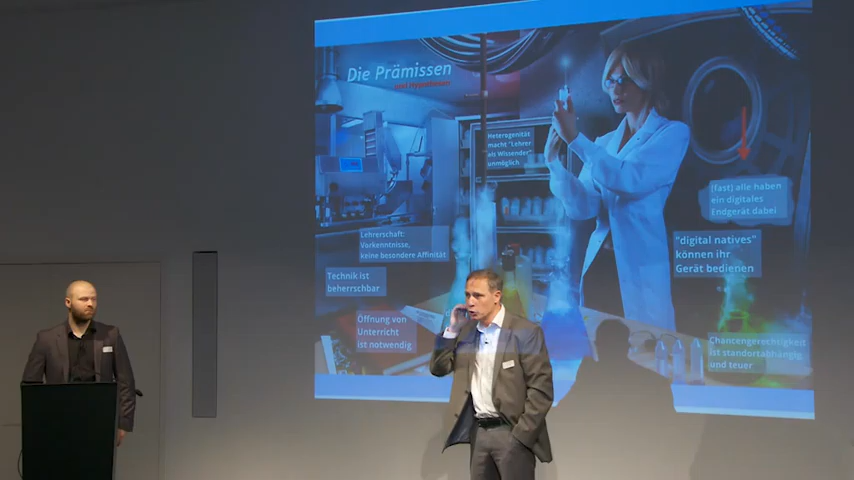 Die Prämissen
Heterogenität
macht "Lehrer
als Wissender"
unmöglich
(fast) alle haben
ein digitales
Endgerät dabei
Lehrerschaft:
Vorkenntnisse,
keine besondere Affinität
"digital natives"
können ihr
Gerät bedienen
Technik ist
beherrschbar
Öffnung von
Unterricht
ist notwendig
Chancengerechtigkeit
ist standortabhängig
und teuer